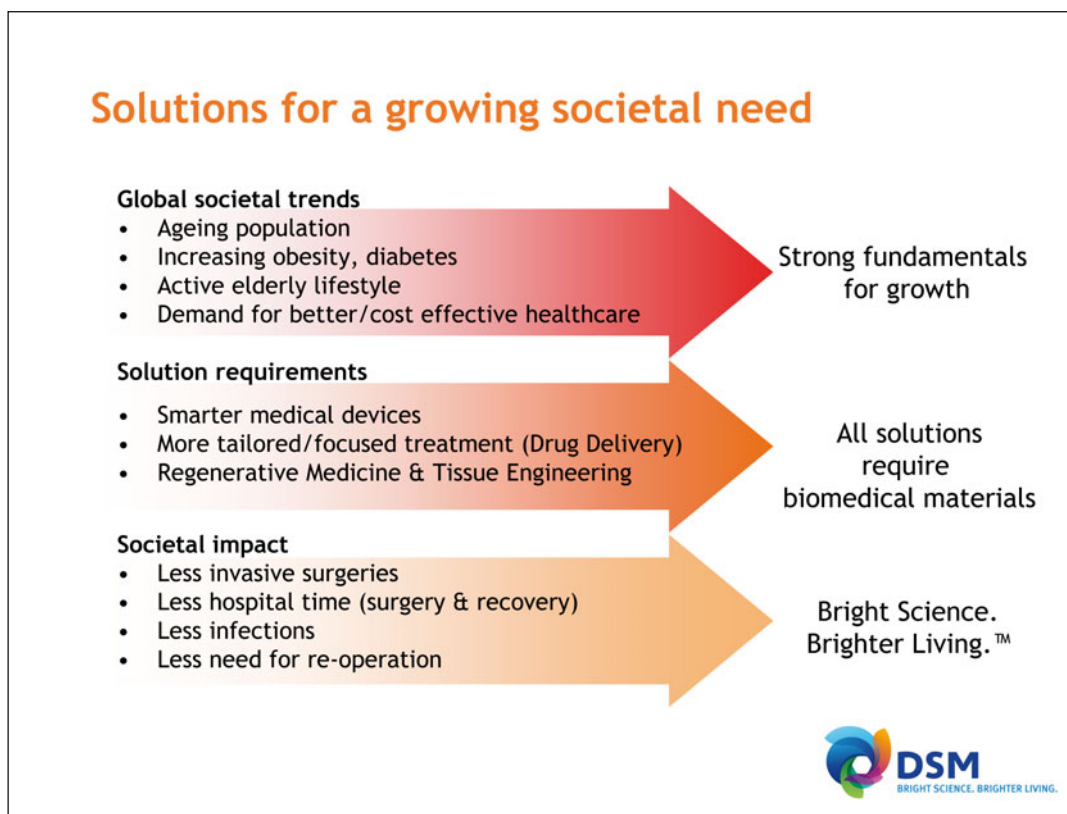 Solutions for a growing societal need
Global societal trends
• Ageing population
• Increasing obesity, diabetes
• Active elderly lifestyle
• Demand for better/cost effective healthcare
Strong fundamentals
for growth
Solution requirements
• Smarter medical devices
• More tailored/focused treatment (Drug Delivery)
• Regenerative Medicine & Tissue Engineering
All solutions
require
biomedical materials
Societal impact
• Less invasive surgeries
• Less hospital time (surgery & recovery)
• Less infections
• Less need for re-operation
Bright Science.
Brighter Living.™
DSM
BRIGHT SCIENCE. BRIGHTER LIVING.